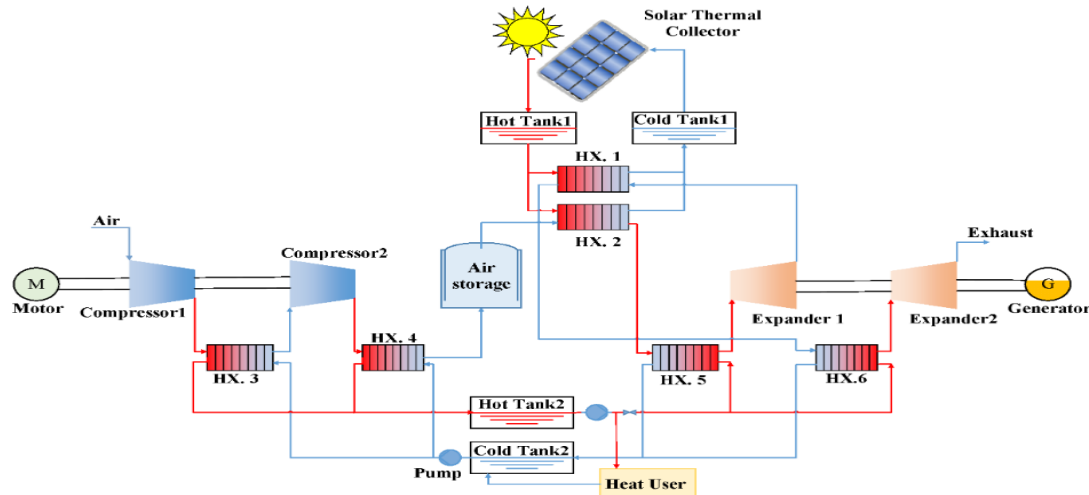 Solar Thermal
Collector
Hot Tank1
Cold Tank1
HX. 1
HX. 2
Air
Compressor2
Air
storage
Exhaust
M
Motor
Compressor1
G
Generator
Expander 1
Expander2
HX. 3
HX. 4
HX. 5
HX.6
Hot Tank2
Cold Tank2
Pump
Heat User